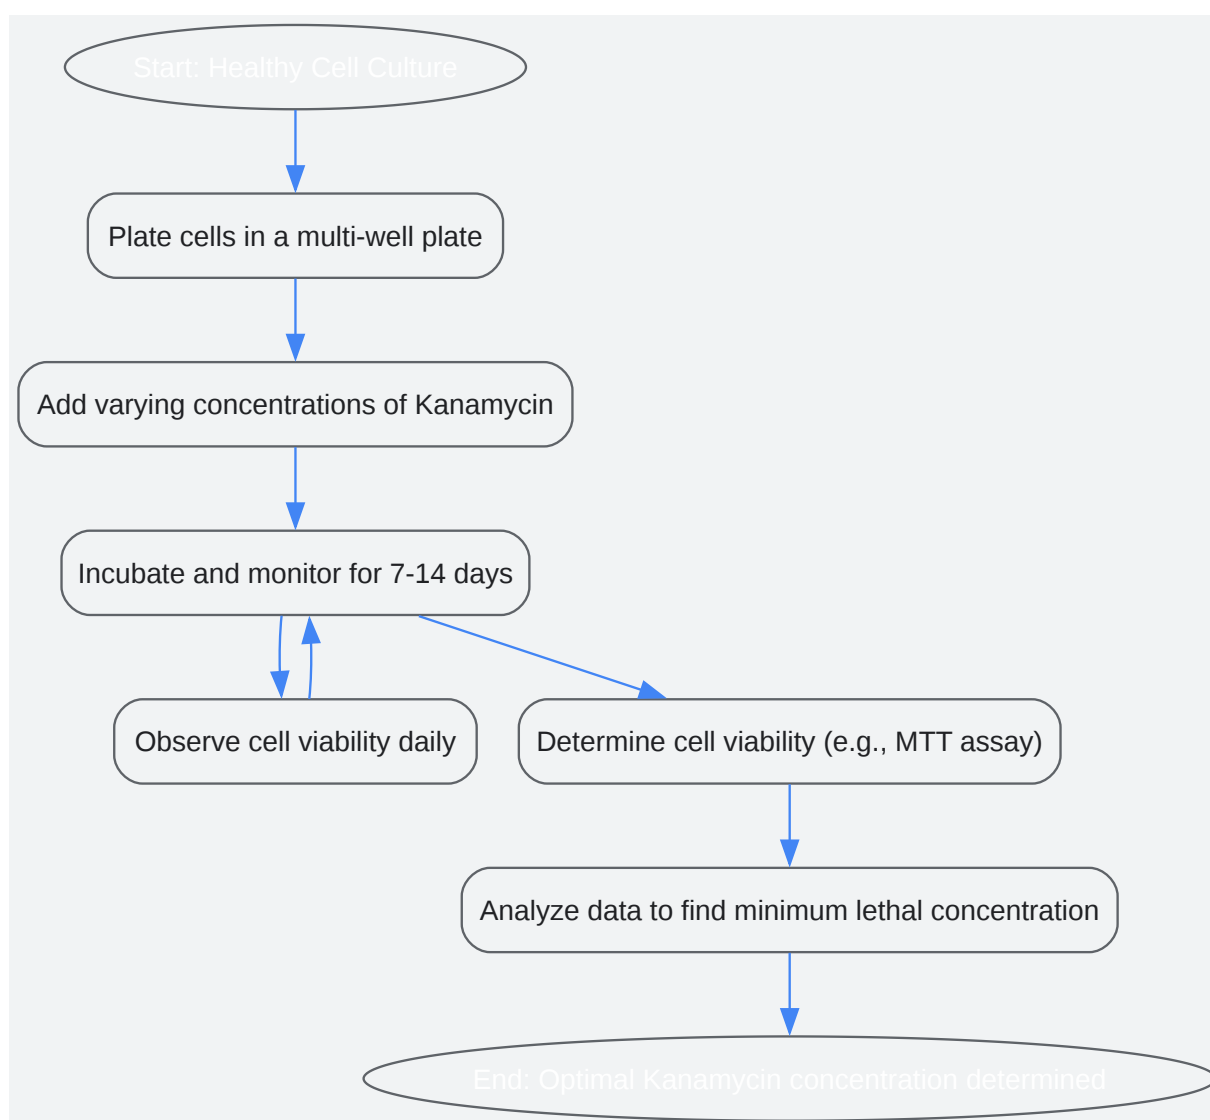 Start: Healthy Cell Culture
Plate cells in a multi-well plate
Add varying concentrations of Kanamycin
Incubate and monitor for 7-14 days
Observe cell viability daily
Determine cell viability (e.g., MTT assay)
Analyze data to find minimum lethal concentration
End: Optimal Kanamycin concentration determined